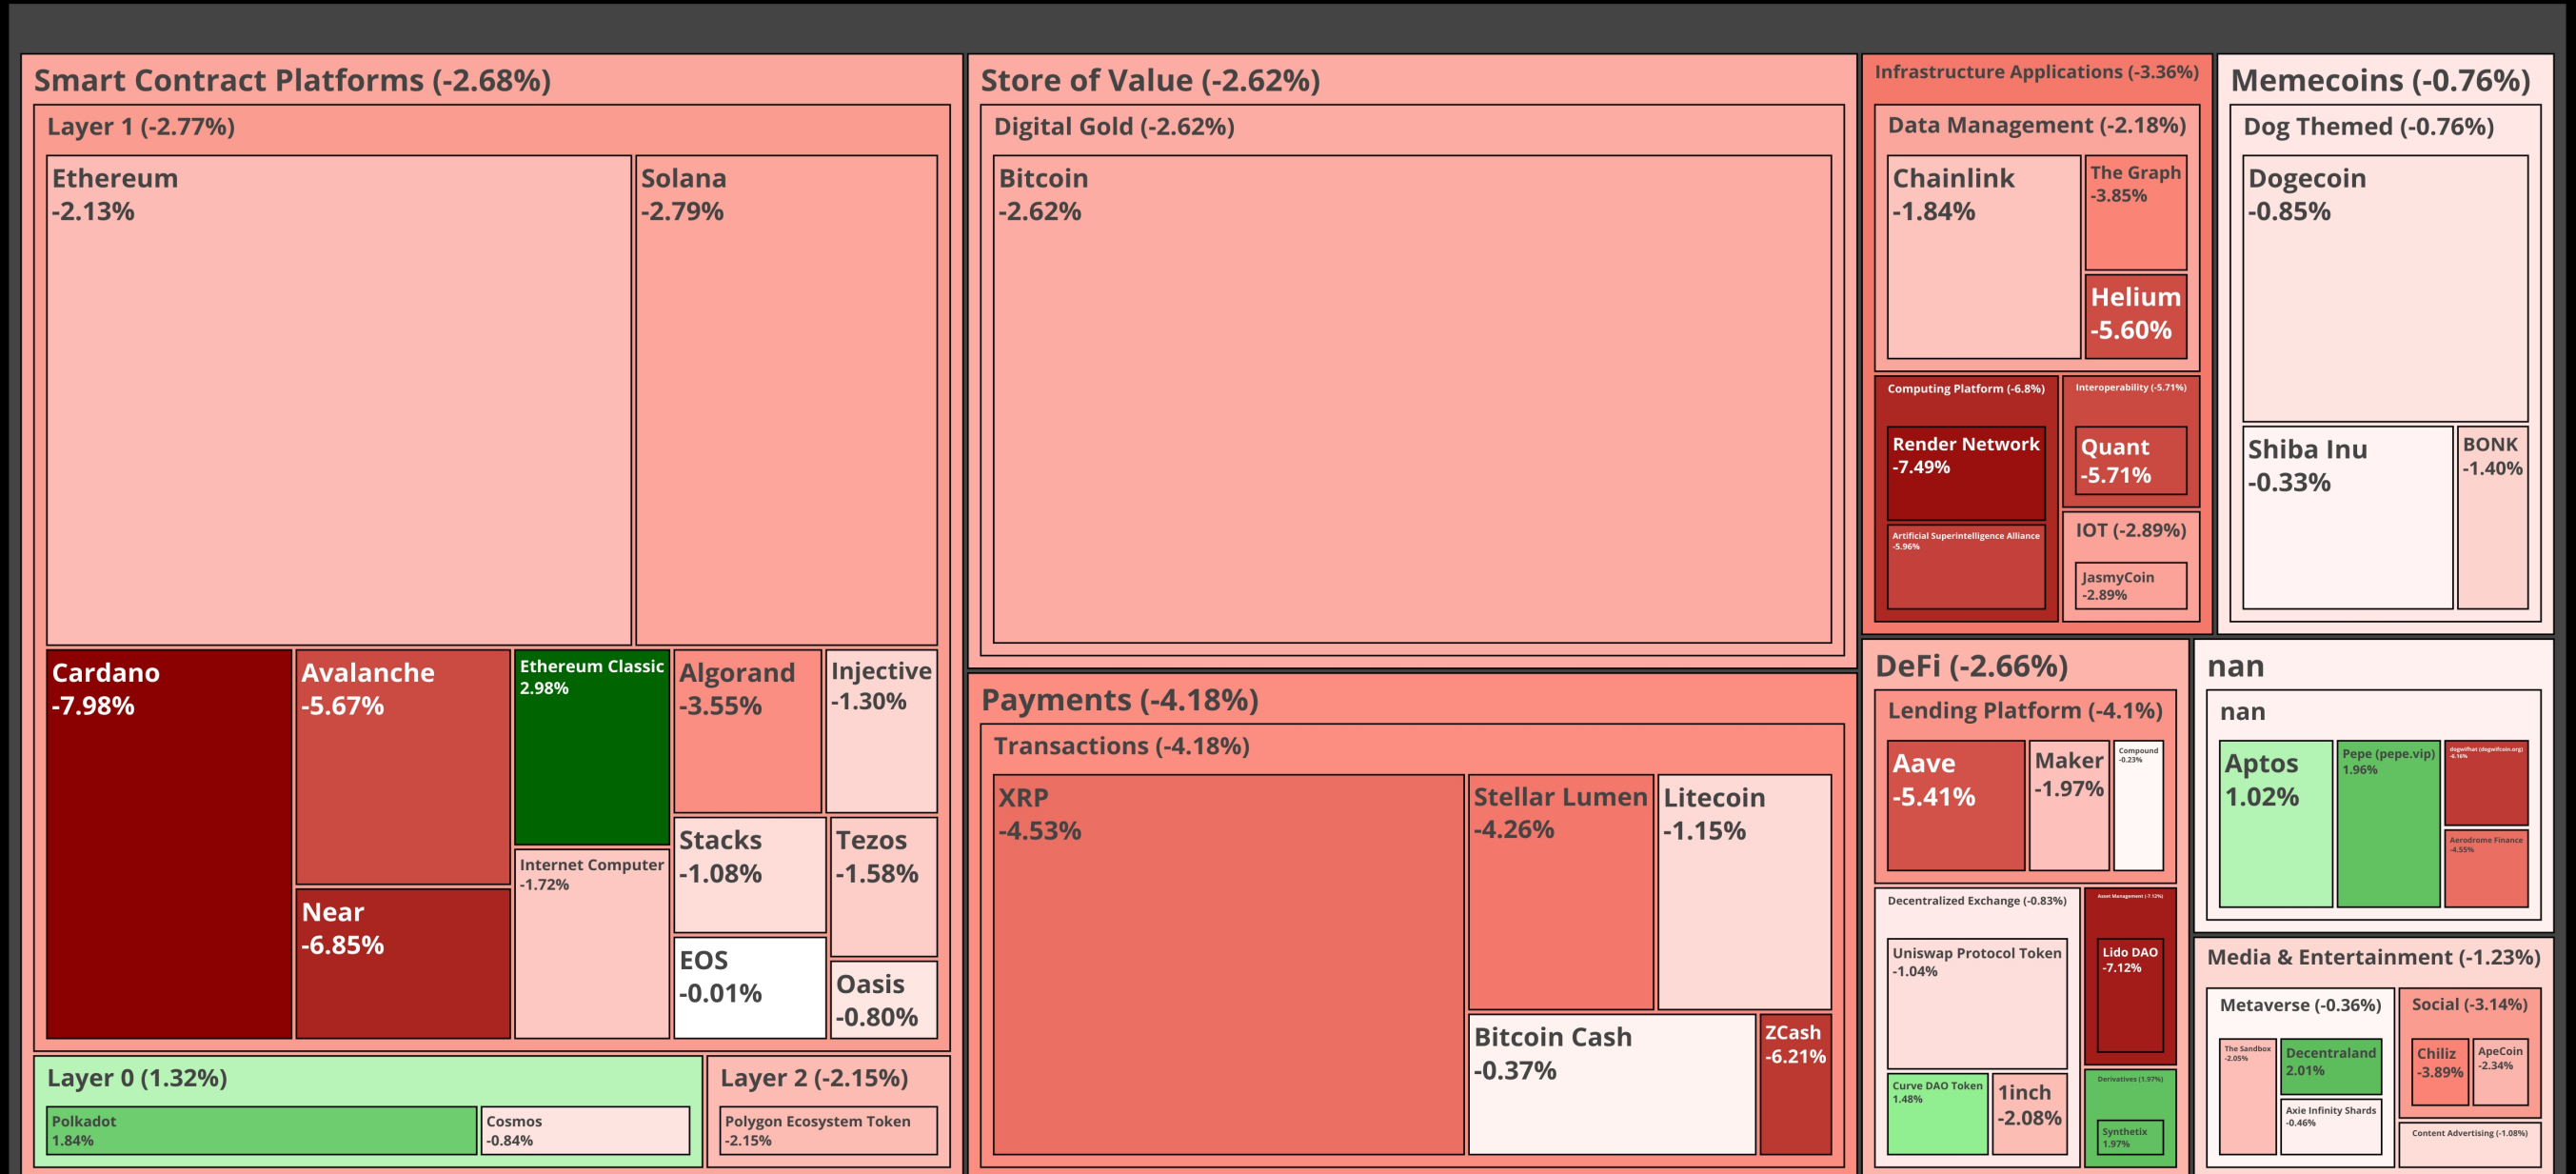 Smart Contract Platforms (-2.68%)
Layer 1 (-2.77%)
Ethereum
-2.13%
Solana
-2.79%
Cardano
-7.98%
Avalanche
-5.67%
Near
-6.85%
Ethereum Classic
2.98%
Internet Computer
-1.72%
Algorand
-3.55%
Injective
-1.30%
Stacks
-1.08%
Tezos
-1.58%
EOS
-0.01%
Oasis
-0.80%
Layer 0 (1.32%)
Polkadot
1.84%
Cosmos
-0.84%
Layer 2 (-2.15%)
Polygon Ecosystem Token
-2.15%
Store of Value (-2.62%)
Digital Gold (-2.62%)
Bitcoin
-2.62%
Payments (-4.18%)
Transactions (-4.18%)
XRP
-4.53%
Stellar Lumen
-4.26%
Litecoin
-1.15%
Bitcoin Cash
-0.37%
ZCash
-6.21%
Infrastructure Applications (-3.36%)
Data Management (-2.18%)
Chainlink
-1.84%
The Graph
-3.85%
Helium
-5.60%
Computing Platform (-6.8%)
Render Network
-7.49%
Artificial Superintelligence Alliance
-5.96%
Interoperability (-5.71%)
Quant
-5.71%
IOT (-2.89%)
JasmyCoin
-2.89%
Memecoins (-0.76%)
Dog Themed (-0.76%)
Dogecoin
-0.85%
Shiba Inu
-0.33%
BONK
-1.40%
DeFi (-2.66%)
Lending Platform (-4.1%)
Aave
-5.41%
Maker
-1.97%
Compound
-0.23%
Decentralized Exchange (-0.83%)
Uniswap Protocol Token
-1.04%
Curve DAO Token
1.48%
1inch
-2.08%
Asset Management (-7.12%)
Lido DAO
-7.12%
Derivatives (1.97%)
Synthetix
1.97%
nan
nan
Aptos
1.02%
Pepe (pepe.vip)
1.96%
dogwifhat (dogwifcoin.org)
Aerodrome Finance
-4.55%
Media & Entertainment (-1.23%)
Metaverse (-0.36%)
The Sandbox
-2.05%
Decentraland
2.01%
Axie Infinity Shards
-0.46%
Social (-3.14%)
Chiliz
-3.89%
ApeCoin
-2.34%
Content Advertising (-1.08%)